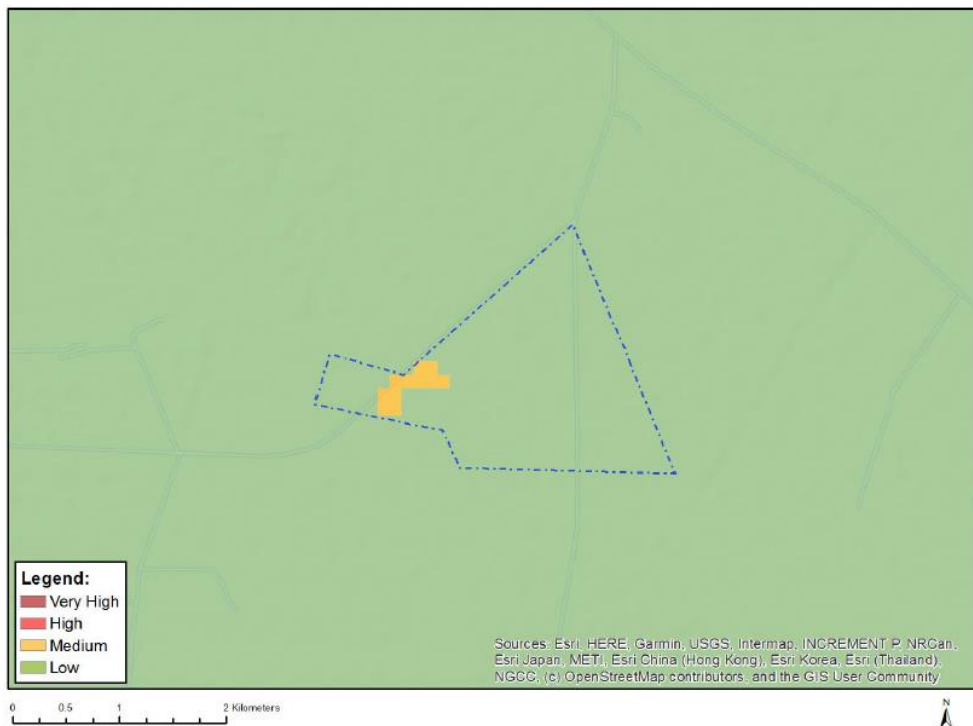 Legend:
Very High
High
Medium
Low
Sources: Esri, HERE, Garmin, USGS, Intermap, INCREMENT P, NRCan,
Esri Japan, METI, Esri China (Hong Kong), Esri Korea, Esri (Thailand),
NGCC, (c) OpenStreetMap contributors, and the GIS User Community
0 0.5 1 2 Kilometers
N